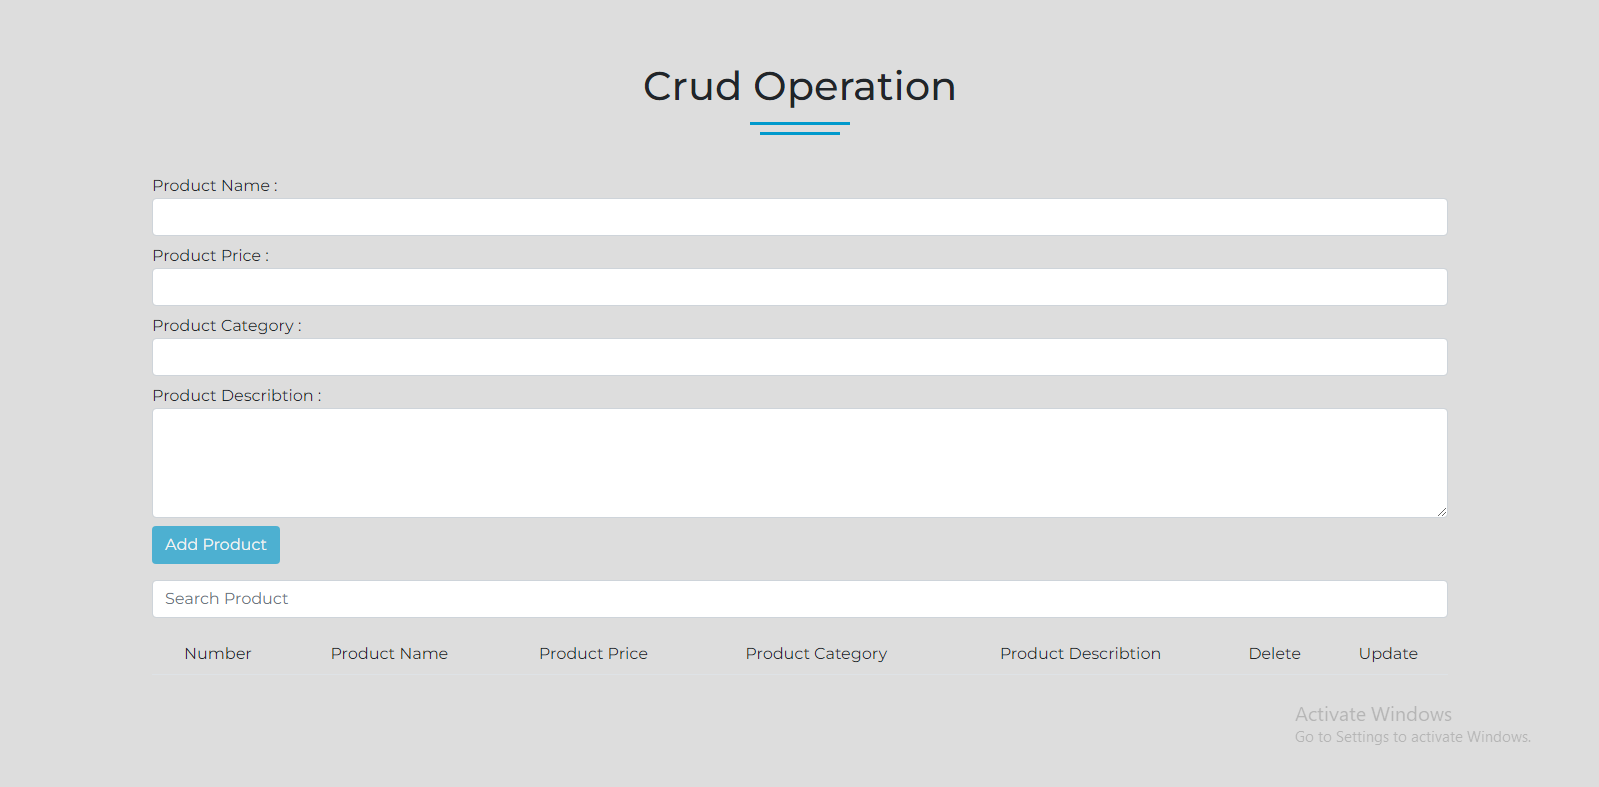 Crud Operation
Product Name :
Product Price :
Product Category :
Product Describtion :
Add Product
Search Product
Number Product Name Product Price Product Category Product Describtion Delete Update
Activate Windows
Go to Settings to activate Windows.